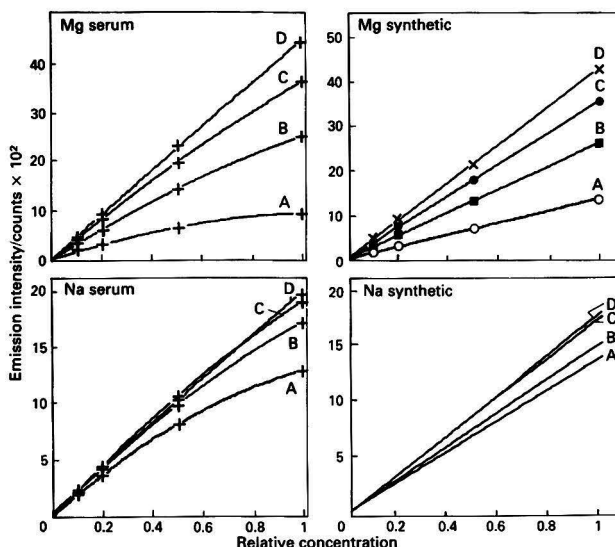 Mg serum
D
C
B
A
40
30
20
10
0
Mg synthetic
D
C
B
A
50
40
30
20
10
0
Emission intensity/counts × 10²
Na serum
D
C
B
A
20
15
10
5
0
0.2
0.4
0.6
0.8
1
Na synthetic
D
C
B
A
20
15
10
5
0
0.2
0.4
0.6
0.8
1.0
Relative concentration